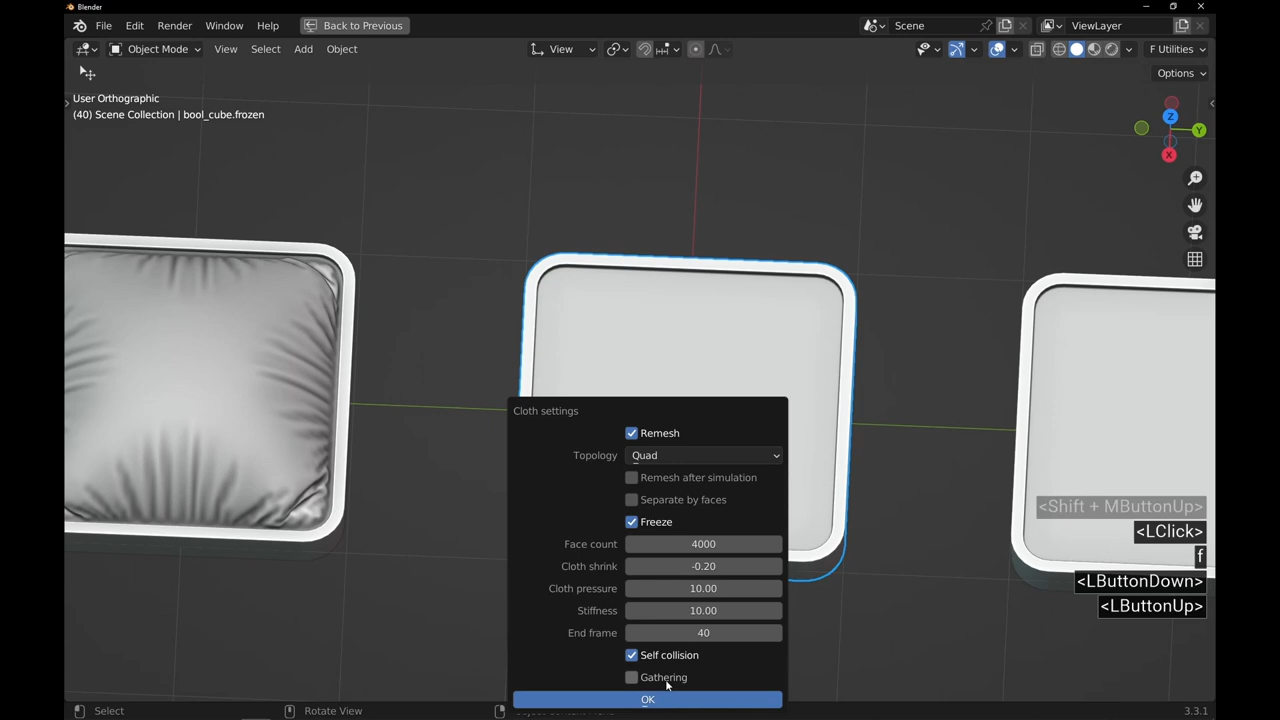 Blender
File Edit Render Window Help Back to Previous Scene ViewLayer
Object Mode View Select Add Object View F Utilities
Options
User Orthographic
(40) Scene Collection | bool_cube.frozen
Z
Y
X
Cloth settings
Remesh
Topology Quad
Remesh after simulation
Separate by faces
Freeze
Face count 4000
Cloth shrink -0.20
Cloth pressure 10.00
Stiffness 10.00
End frame 40
Self collision
Gathering
OK
<Shift + MButtonUp>
<LClick>
f
<LButtonDown>
<LButtonUp>
Select Rotate View 3.3.1